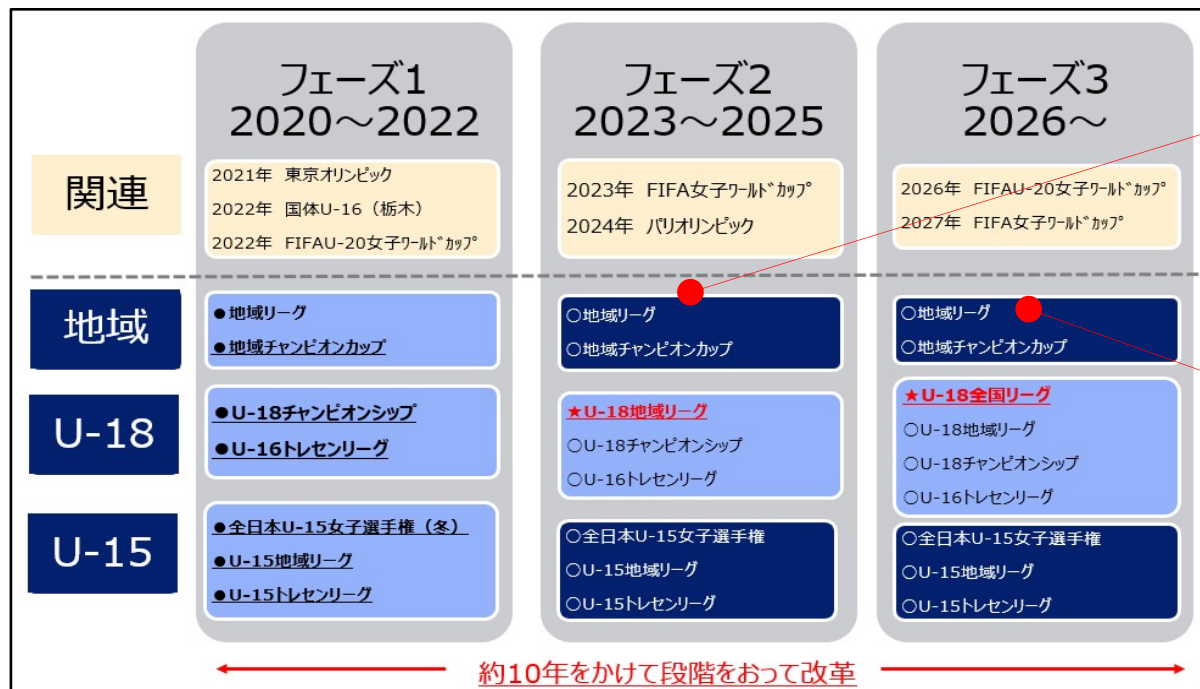 フェーズ1
2020～2022
フェーズ2
2023～2025
フェーズ3
2026～
関連
2021年 東京オリンピック
2022年 国体U-16（栃木）
2022年 FIFAU-20女子ワールドカップ
2023年 FIFA女子ワールドカップ
2024年 パリオリンピック
2026年 FIFAU-20女子ワールドカップ
2027年 FIFA女子ワールドカップ
地域
●地域リーグ
●地域チャンピオンカップ
○地域リーグ
○地域チャンピオンカップ
○地域リーグ
○地域チャンピオンカップ
U-18
●U-18チャンピオンシップ
●U-16トレセンリーグ
★U-18地域リーグ
○U-18チャンピオンシップ
○U-16トレセンリーグ
★U-18全国リーグ
○U-18地域リーグ
○U-18チャンピオンシップ
○U-16トレセンリーグ
U-15
●全日本U-15女子選手権（冬）
●U-15地域リーグ
●U-15トレセンリーグ
○全日本U-15女子選手権
○U-15地域リーグ
○U-15トレセンリーグ
○全日本U-15女子選手権
○U-15地域リーグ
○U-15トレセンリーグ
約10年をかけて段階をおって改革